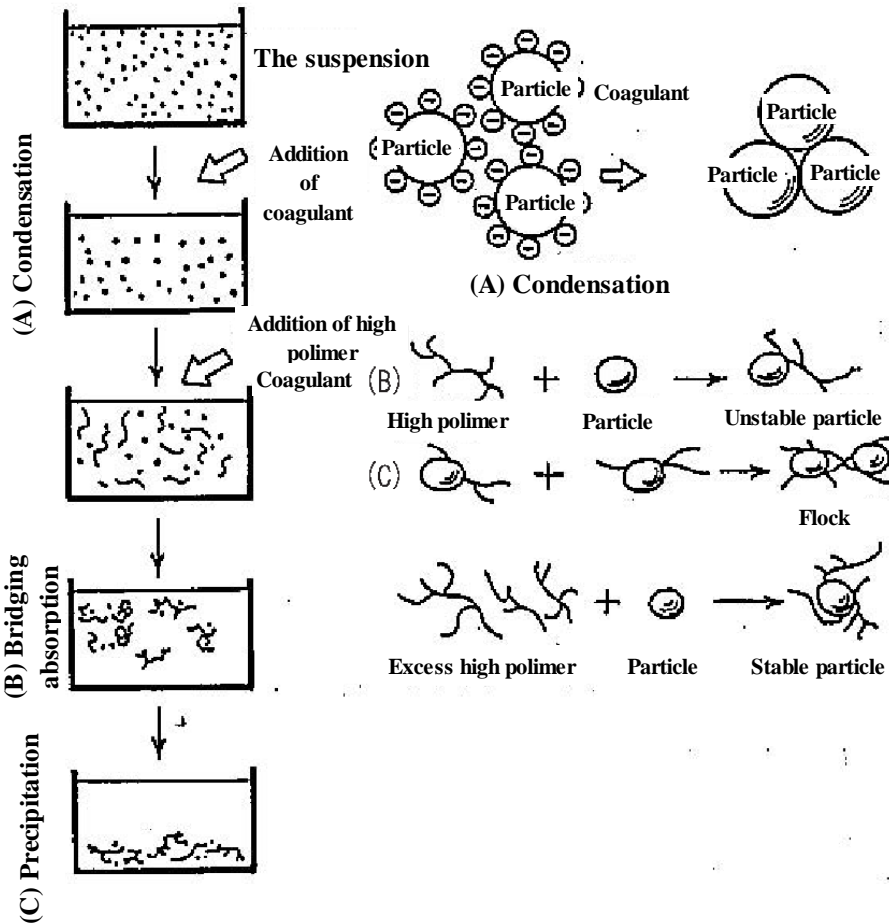 The suspension
Addition
of
coagulant
(A) Condensation
Addition of high
polimer
Coagulant
(B) Bridging
absorption
(C) Precipitation
Particle
Coagulant
Particle
Particle
Particle
Particle
Particle
(A) Condensation
(B)
+
High polimer
Particle
Unstable particle
(C)
+
Flock
+
Excess high polimer
Particle
Stable particle